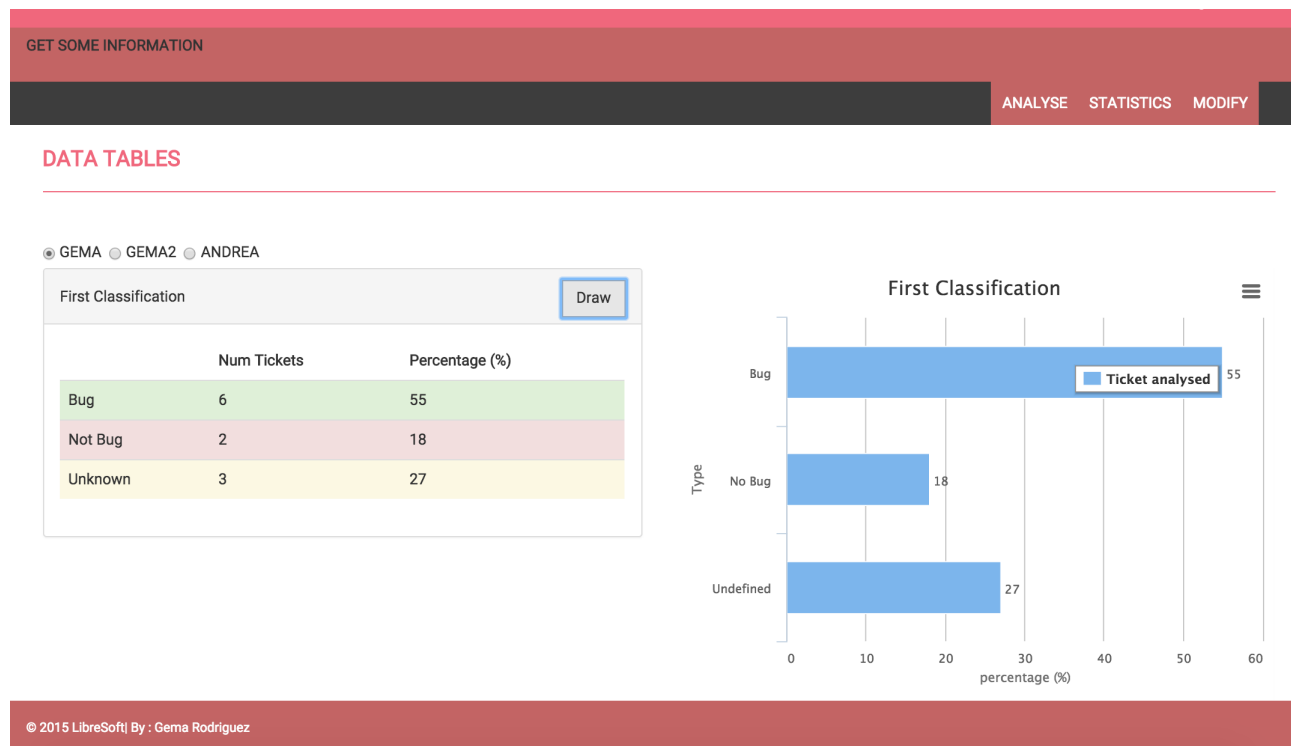 GET SOME INFORMATION
ANALYSE STATISTICS MODIFY
DATA TABLES
GEMA GEMA2 ANDREA
First Classification Draw
Num Tickets Percentage (%)
Bug 6 55
Not Bug 2 18
Unknown 3 27
First Classification
Bug 55
Ticket analysed
No Bug 18
Undefined 27
Type
0 10 20 30 40 50 60
percentage (%)
© 2015 LibreSoft| By : Gema Rodriguez